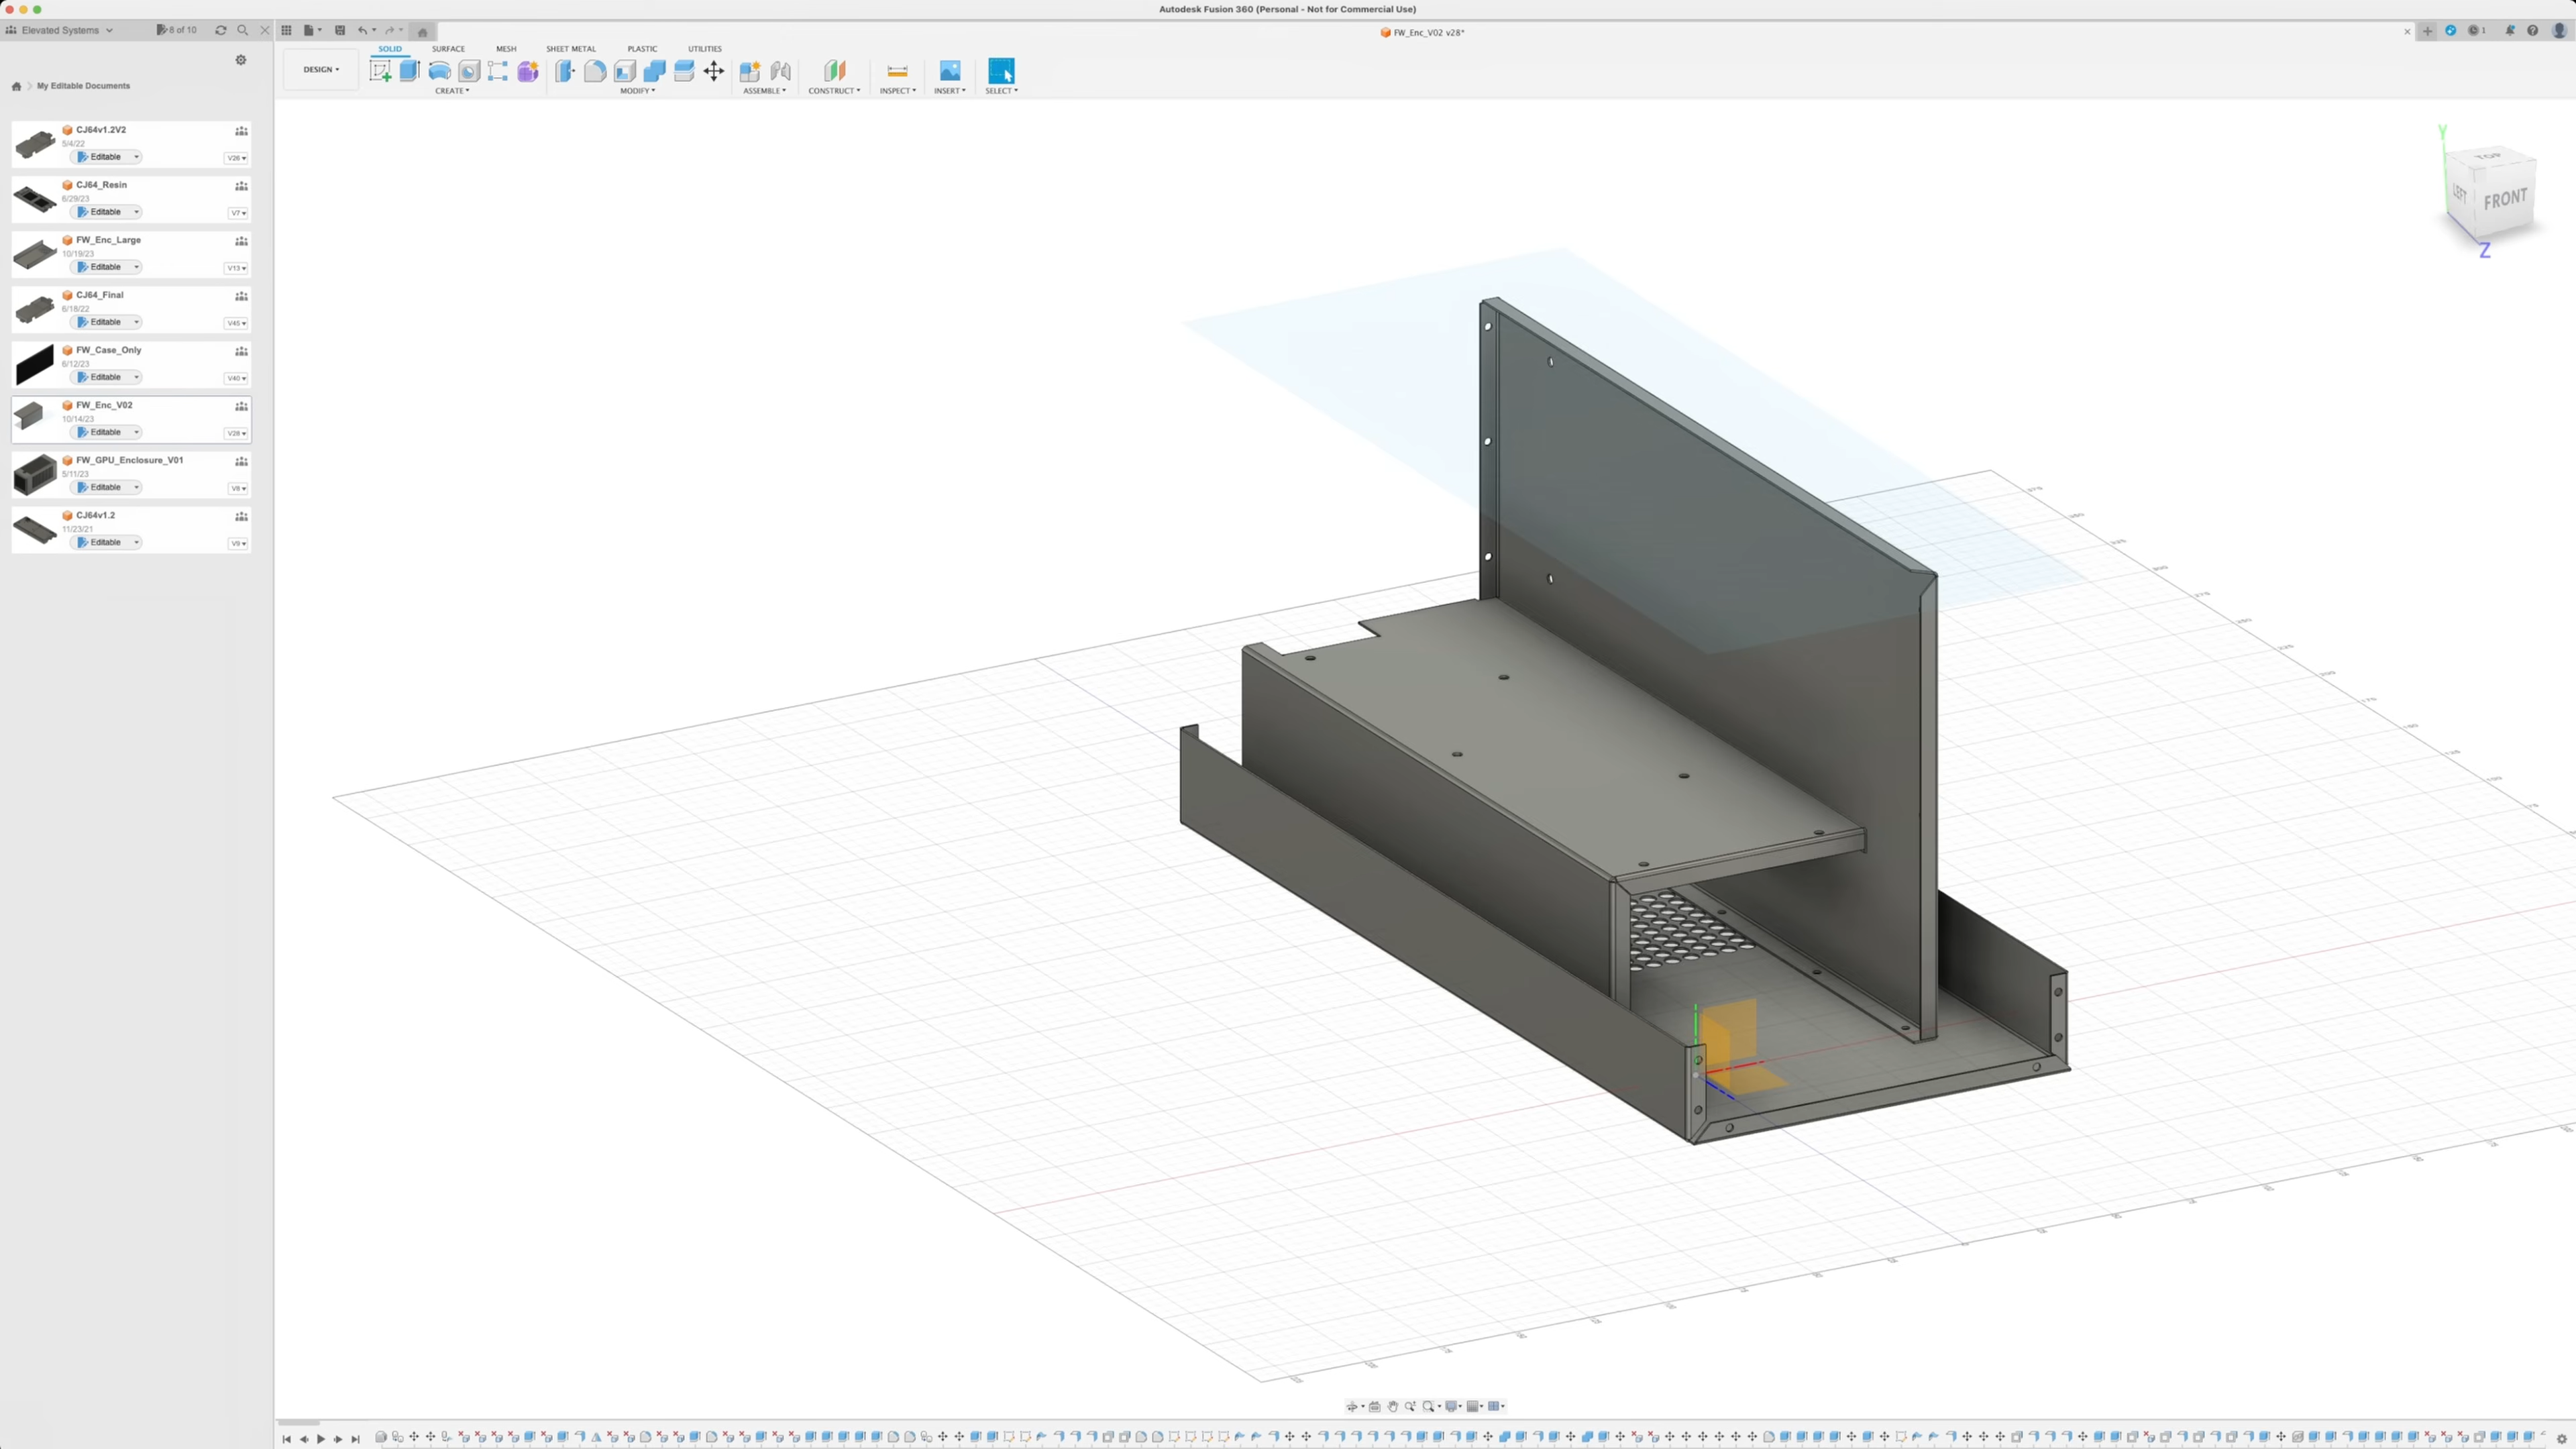 Autodesk Fusion 360 (Personal - Not for Commercial Use)
Elevated Systems
8 of 10
FW_Enc_V02 v28*
1
My Editable Documents
DESIGN
SOLID
SURFACE
MESH
SHEET METAL
PLASTIC
UTILITIES
CREATE
MODIFY
ASSEMBLE
CONSTRUCT
INSPECT
INSERT
SELECT
CJ64v1.2V2
5/4/22
Editable
V26
CJ64_Resin
6/29/23
Editable
V7
FW_Enc_Large
10/19/23
Editable
V13
CJ64_Final
6/18/22
Editable
V45
FW_Case_Only
6/12/23
Editable
V40
FW_Enc_V02
10/14/23
Editable
V28
FW_GPU_Enclosure_V01
5/11/23
Editable
V6
CJ64v1.2
11/23/21
Editable
V9
Y
TOP
LEFT
FRONT
Z